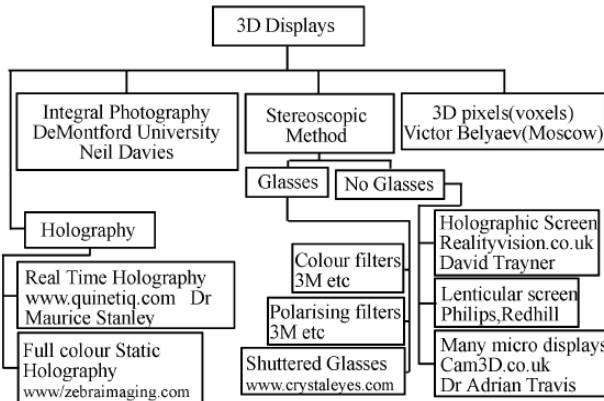 3D Displays
Integral Photography
DeMontford University
Neil Davies
Stereoscopic
Method
3D pixels(voxels)
Victor Belyaev(Moscow)
Glasses
No Glasses
Holography
Real Time Holography
www.quinetiq.com Dr
Maurice Stanley
Full colour Static
Holography
www/zebraimaging.com
Colour filters
3M etc
Polarising filters
3M etc
Shuttered Glasses
www.crystaleyes.com
Holographic Screen
Realityvision.co.uk
David Trayner
Lenticular screen
Philips,Redhill
Many micro displays
Cam3D.co.uk
Dr Adrian Travis